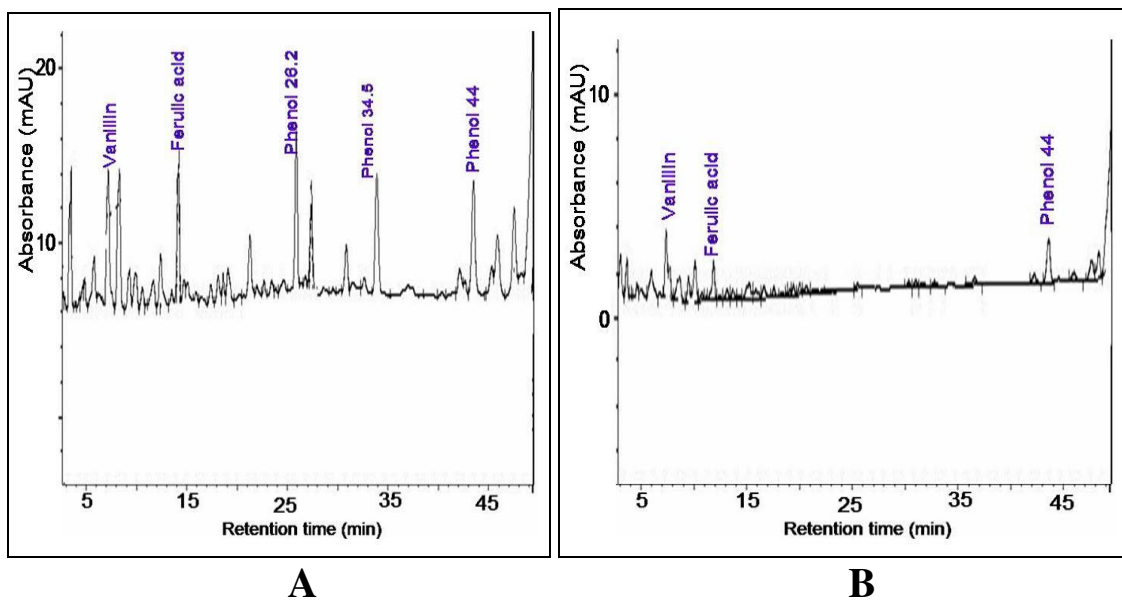 Absorbance (mAU)
20
10
Vanillin
Ferulic acid
Phenol 26.2
Phenol 34.5
Phenol 44
5
15
25
35
45
Retention time (min)
A
Absorbance (mAU)
10
0
Vanillin
Ferulic acid
Phenol 44
5
15
25
35
45
Retention time (min)
B